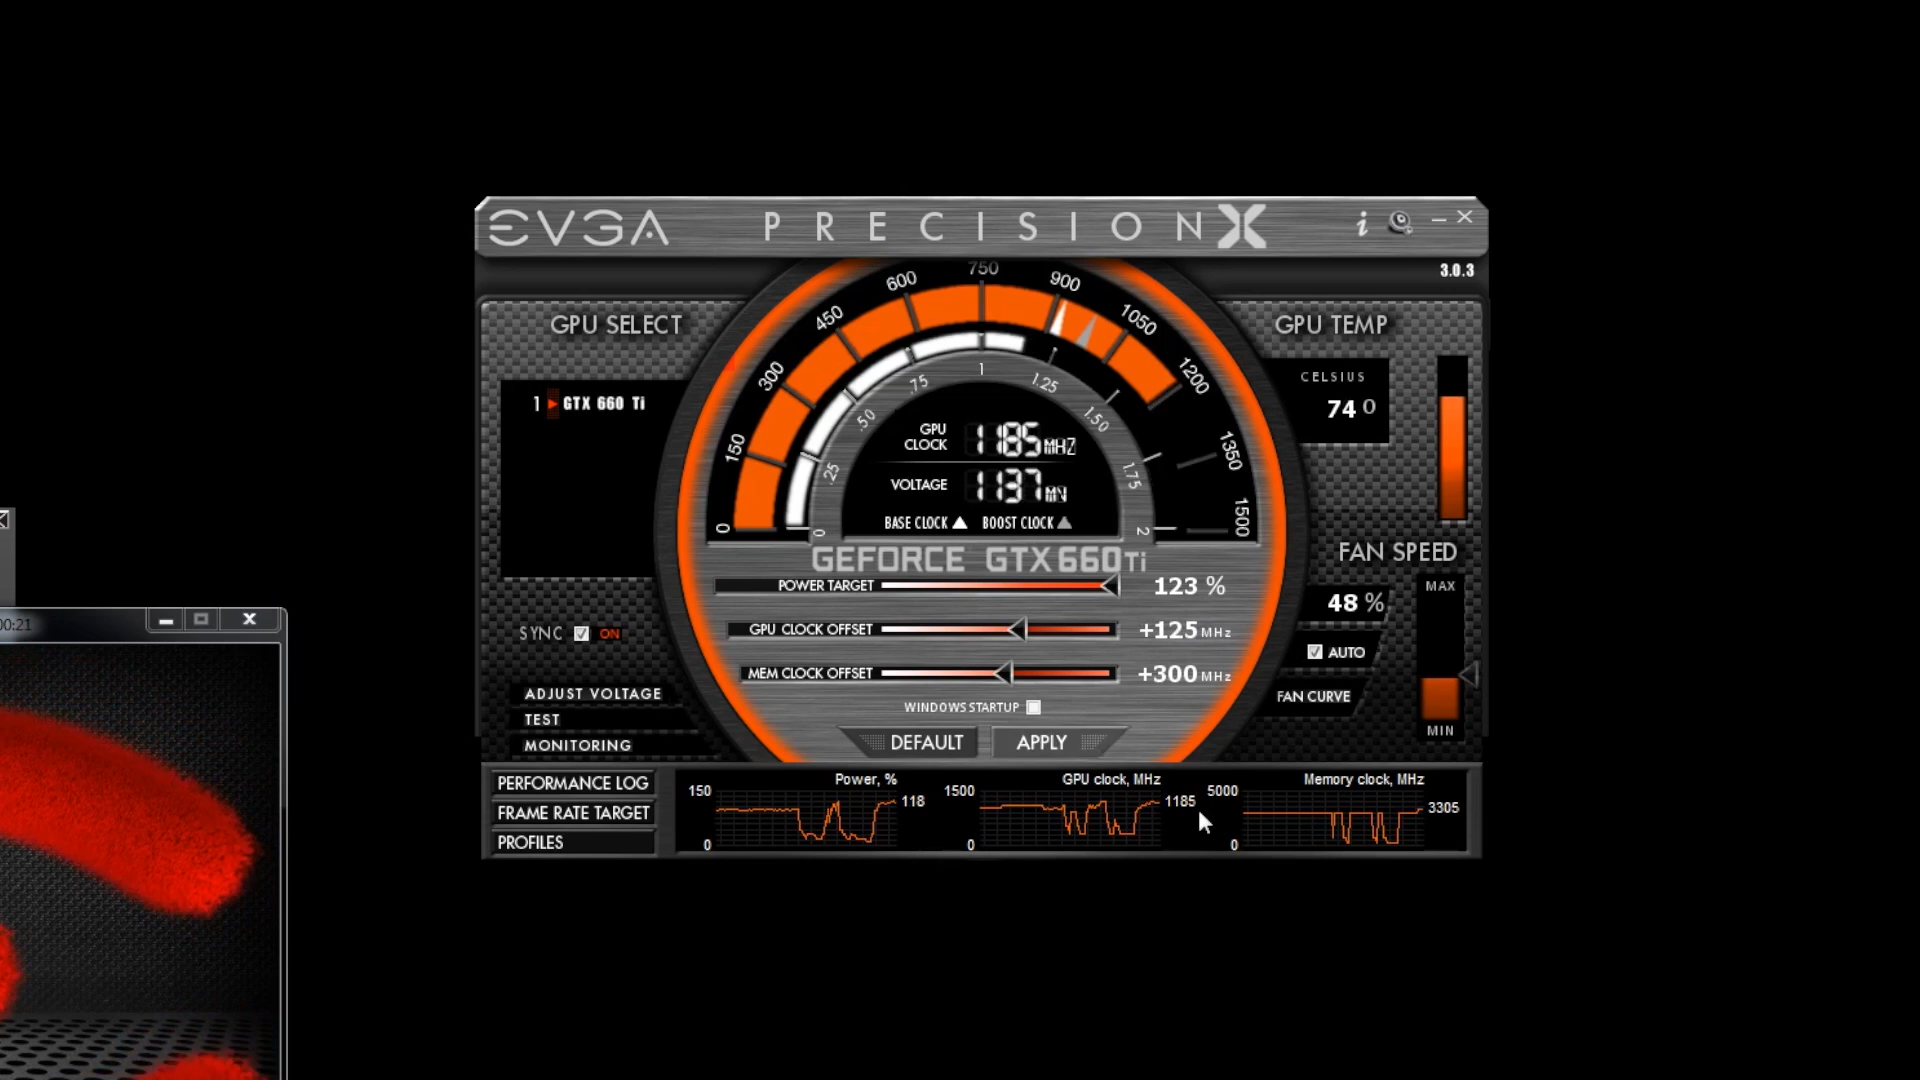 EVGA PRECISION X
i
3.0.3
GPU SELECT
1 GTX 660 Ti
SYNC ON
ADJUST VOLTAGE
TEST
MONITORING
0 150 300 450 600 750 900 1050 1200 1350 1500
0 .25 .50 .75 1 1.25 1.50 1.75 2
GPU CLOCK 1185 MHZ
VOLTAGE 1137 MV
BASE CLOCK BOOST CLOCK
GEFORCE GTX 660 Ti
POWER TARGET 123 %
GPU CLOCK OFFSET +125 MHz
MEM CLOCK OFFSET +300 MHz
WINDOWS STARTUP
DEFAULT APPLY
GPU TEMP
CELSIUS
74 O
FAN SPEED
MAX
48 %
AUTO
FAN CURVE
MIN
PERFORMANCE LOG
FRAME RATE TARGET
PROFILES
Power, %
150 118
0
GPU clock, MHz
1500 1185
0
Memory clock, MHz
5000 3305
0
00:21